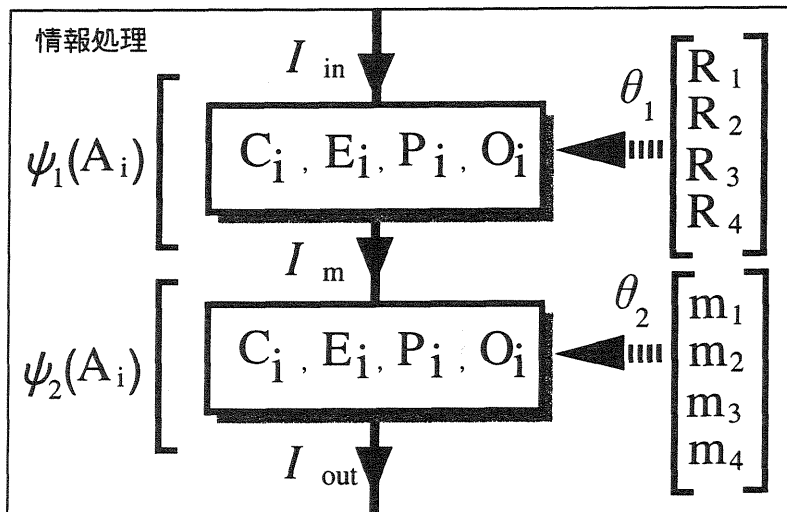 情報処理
I in
ψ1(Ai)
Ci , Ei , Pi , Oi
θ1
R1
R2
R3
R4
I m
ψ2(Ai)
Ci , Ei , Pi , Oi
θ2
m1
m2
m3
m4
I out